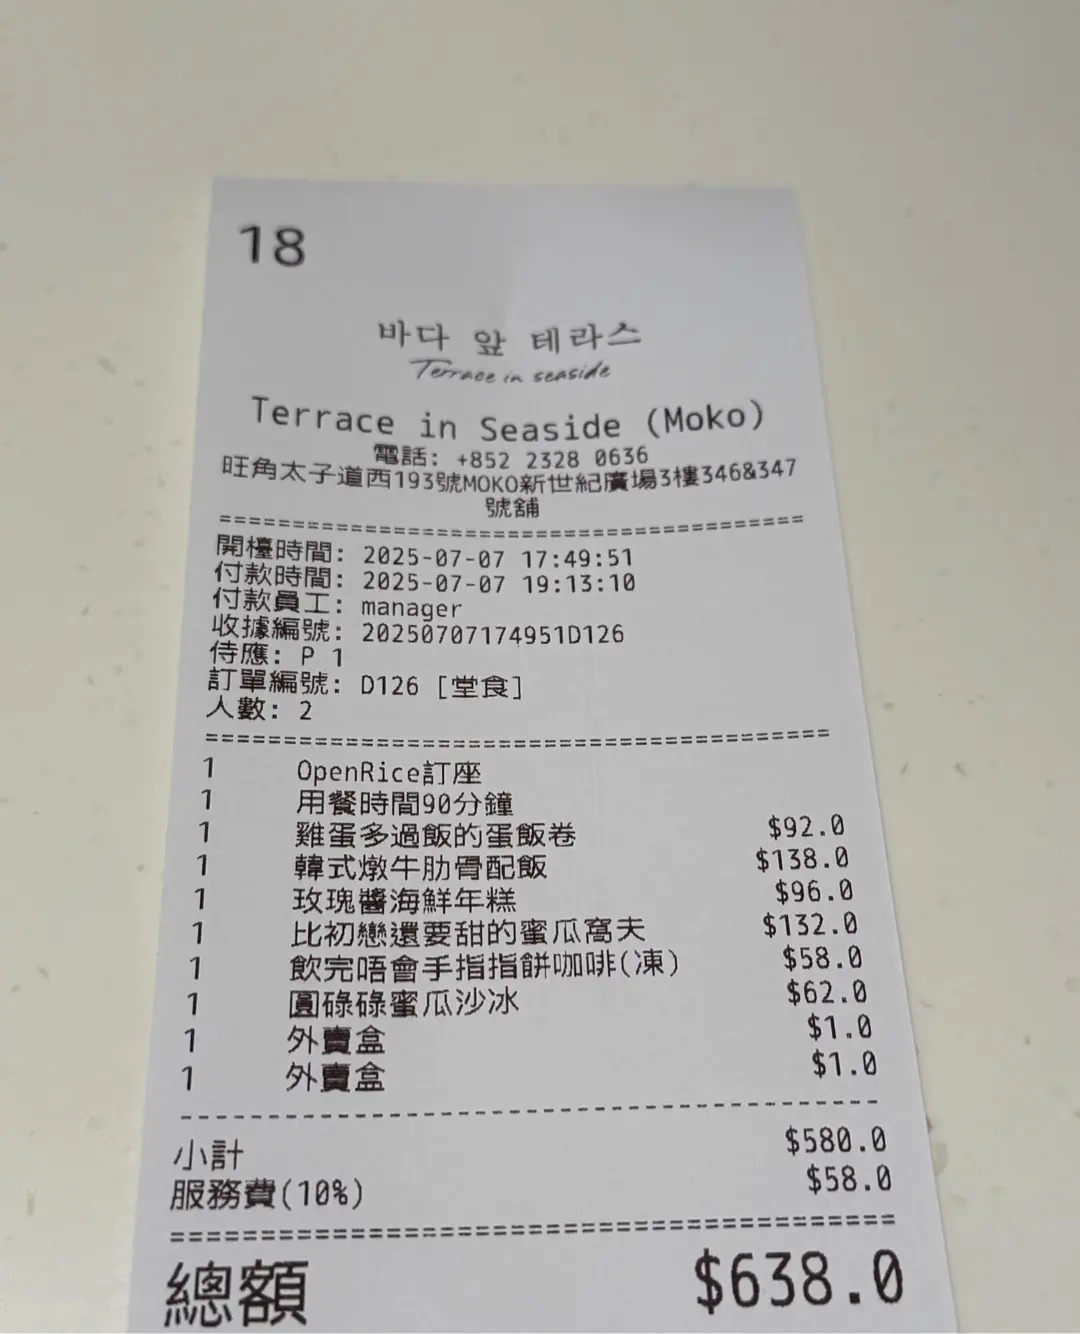 18
바다 앞 테라스
Terrace in seaside
Terrace in Seaside (Moko)
電話: +852 2328 0636
旺角太子道西193號MOKO新世紀廣場3樓346&347
號舖
========================================
開檯時間: 2025-07-07 17:49:51
付款時間: 2025-07-07 19:13:10
付款員工: manager
收據編號: 20250707174951D126
侍應: P 1
訂單編號: D126 [堂食]
人數: 2
========================================
1 OpenRice訂座
1 用餐時間90分鐘
1 雞蛋多過飯的蛋飯卷 $92.0
1 韓式燉牛肋骨配飯 $138.0
1 玫瑰醬海鮮年糕 $96.0
1 比初戀還要甜的蜜瓜窩夫 $132.0
1 飲完唔會手指指餅咖啡(凍) $58.0
1 圓碌碌蜜瓜沙冰 $62.0
1 外賣盒 $1.0
1 外賣盒 $1.0
----------------------------------------
小計 $580.0
服務費(10%) $58.0
========================================
總額 $638.0